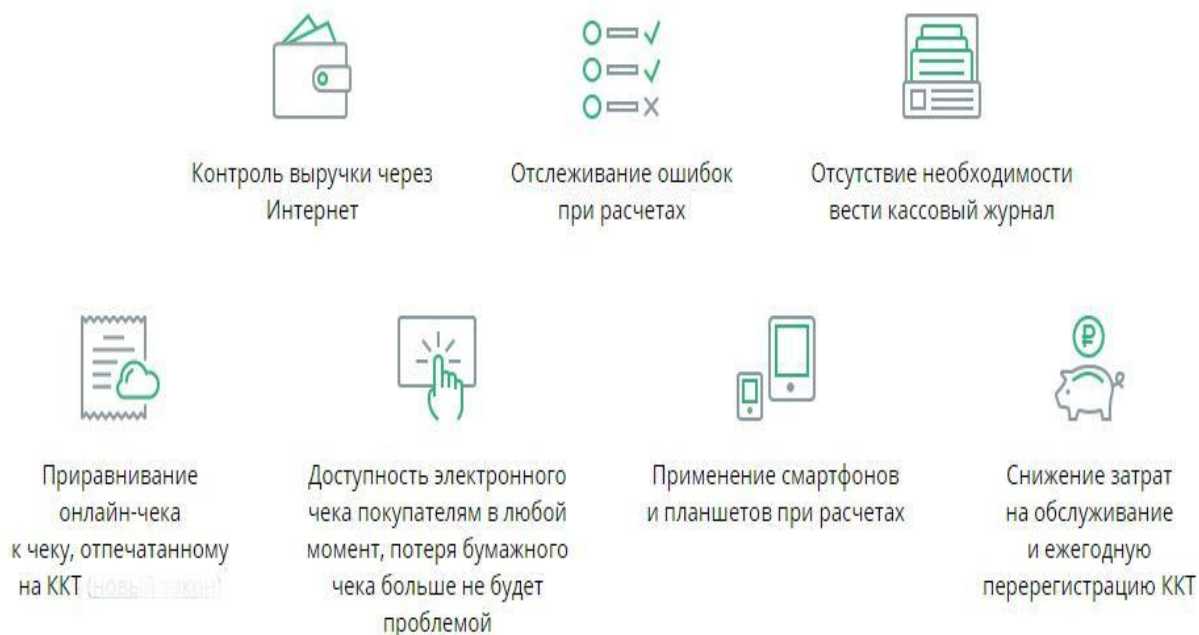 Контроль выручки через
Интернет
Отслеживание ошибок
при расчетах
Отсутствие необходимости
вести кассовый журнал
Приравнивание
онлайн-чека
к чеку, отпечатанному
на ККТ (новый закон)
Доступность электронного
чека покупателям в любой
момент, потеря бумажного
чека больше не будет
проблемой
Применение смартфонов
и планшетов при расчетах
Снижение затрат
на обслуживание
и ежегодную
перерегистрацию ККТ